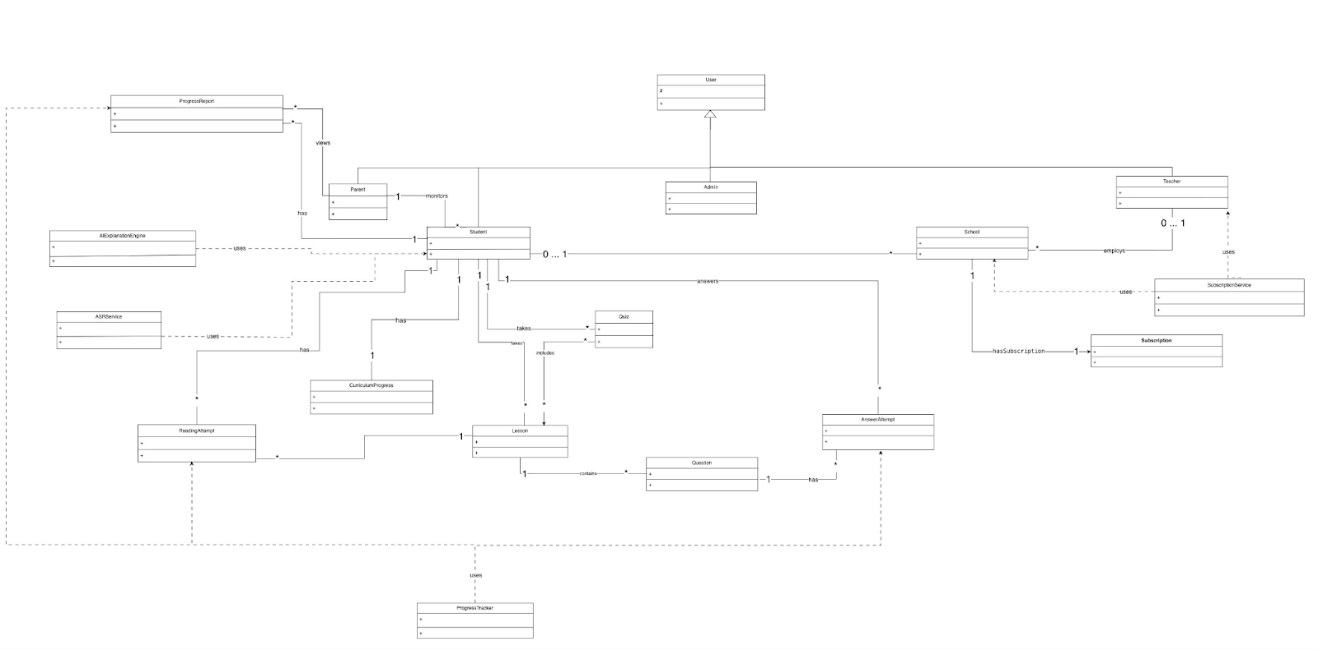 User
#
+
ProgressReport
+
+
*
*
views
Parent
+
+
1
monitors
*
Admin
+
+
Teacher
+
+
0 ... 1
has
1
Student
+
+
0 ... 1
*
School
+
+
*
employs
uses
AIExplanationEngine
+
+
uses
SubscriptionService
+
+
uses
1
1
1
1
1
answers
1
ASRService
+
+
uses
has
has
1
takes
*
Quiz
+
+
*
includes
hasSubscription
1
Subscription
+
+
CurriculumProgress
+
+
*
*
*
*
ReadingAttempt
+
+
*
1
Lesson
+
+
AnswerAttempt
+
+
1
contains
*
Question
+
+
1
has
*
uses
ProgressTracker
+
+